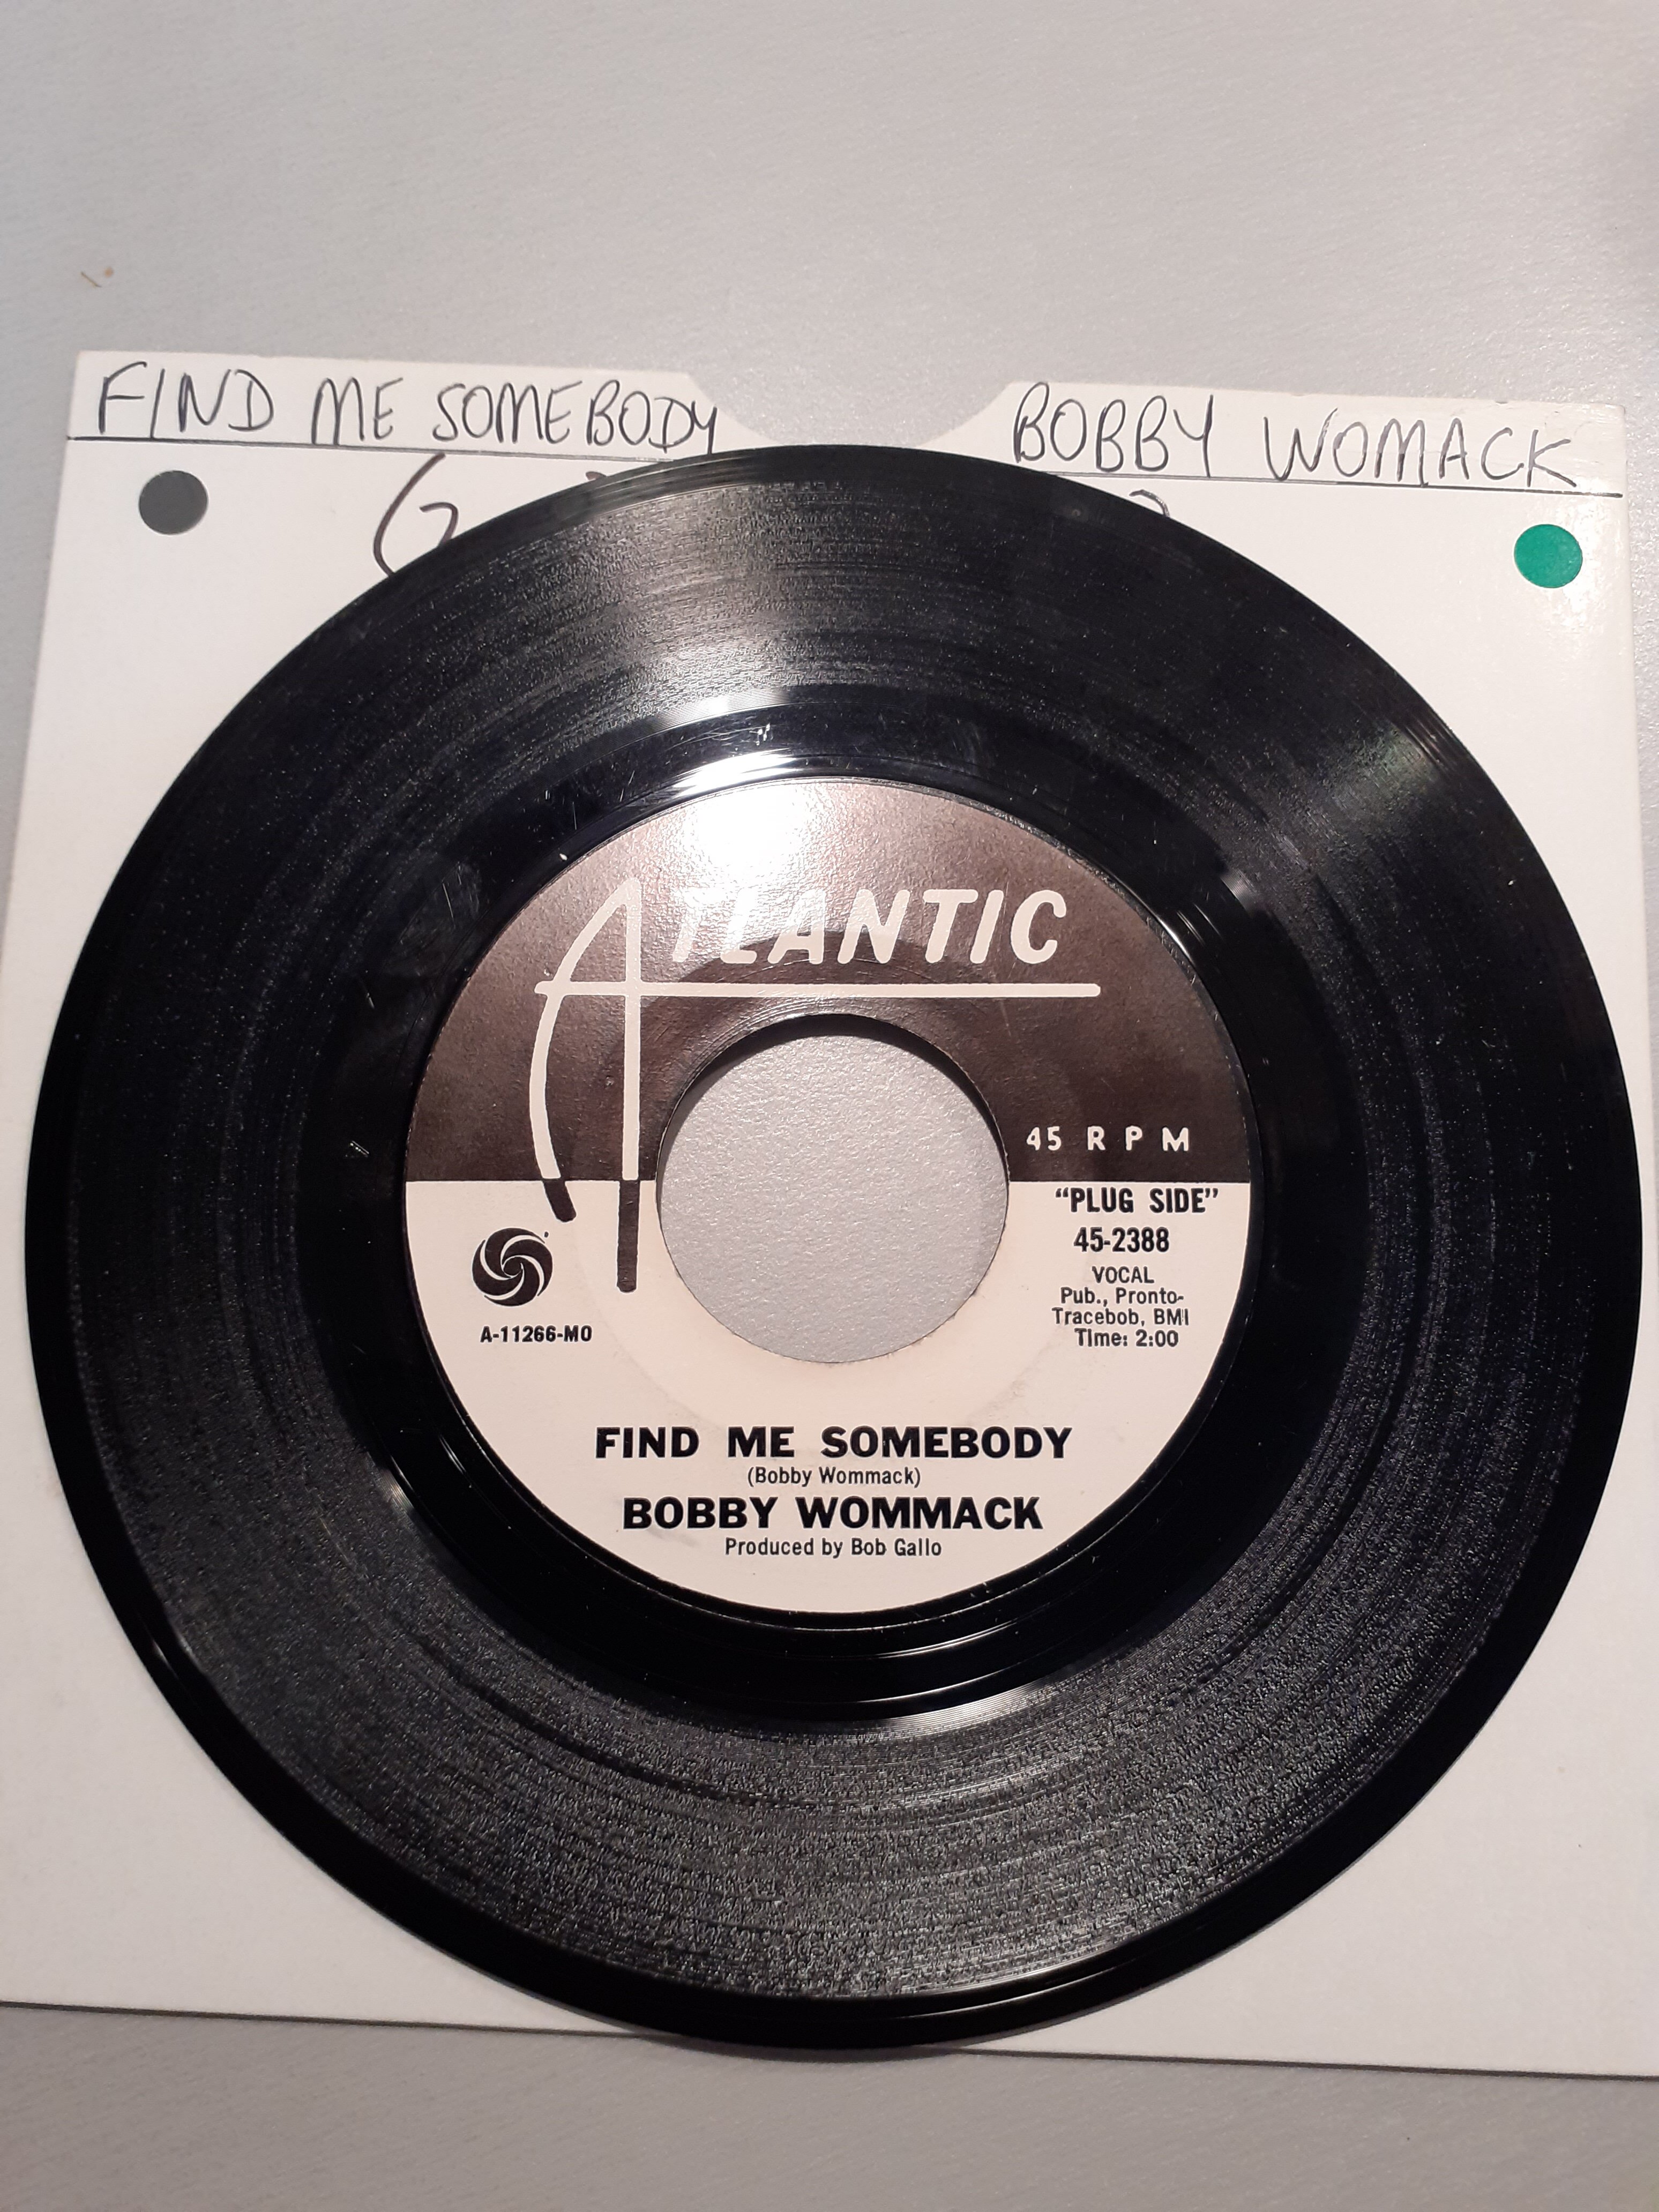 FIND ME SOMEBODY BOBBY WOMACK
ATLANTIC
45 RPM
"PLUG SIDE"
45-2388
VOCAL
Pub., Pronto-
Tracebob, BMI
Time: 2:00
A-11266-MO
FIND ME SOMEBODY
(Bobby Wommack)
BOBBY WOMMACK
Produced by Bob Gallo